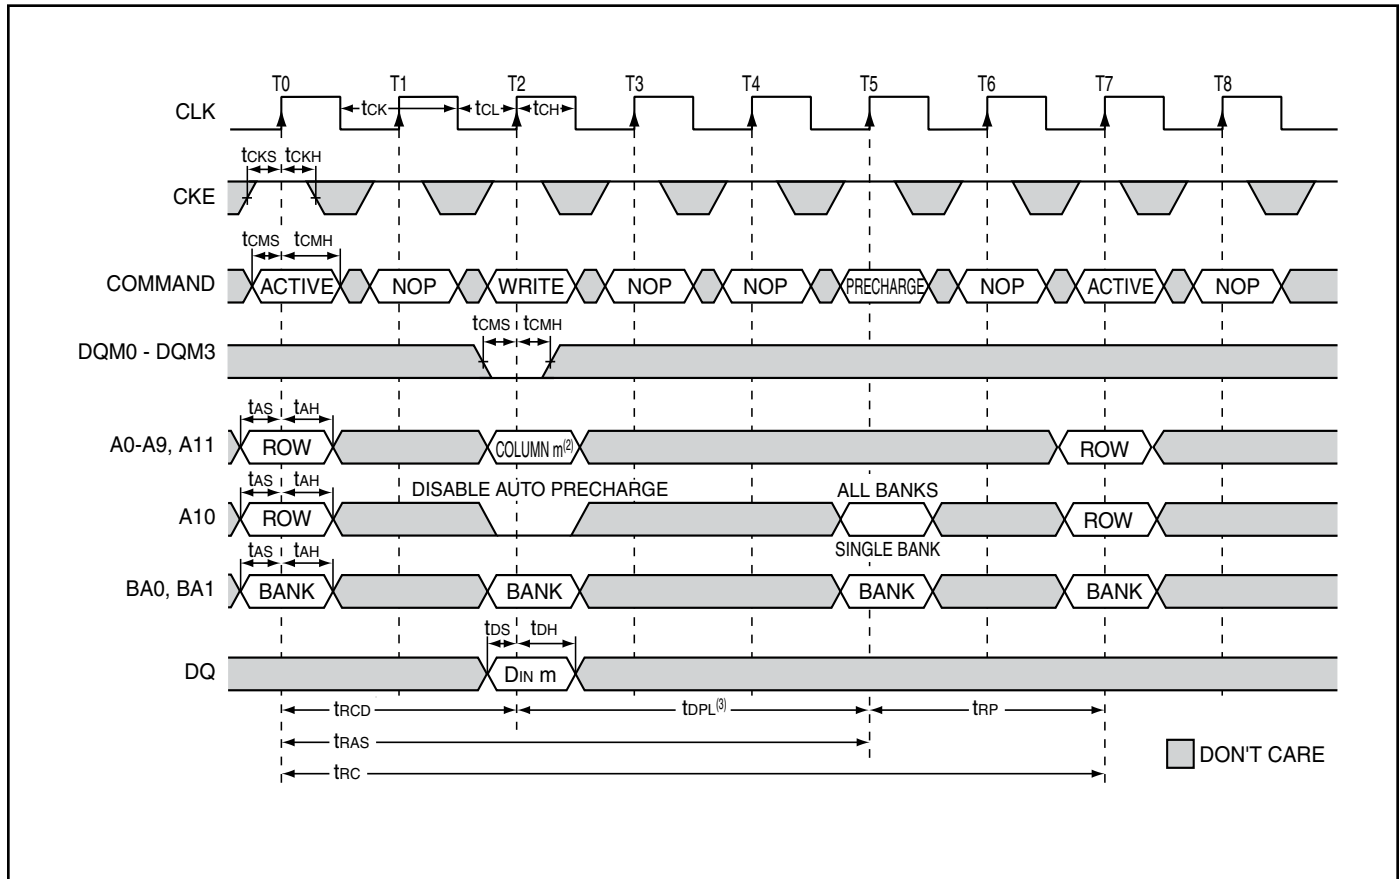 T0 T1 T2 T3 T4 T5 T6 T7 T8
CLK tCK tCL tCH
tCKS tCKH
CKE
tCMS tCMH
COMMAND ACTIVE NOP WRITE NOP NOP PRECHARGE NOP ACTIVE NOP
tCMS tCMH
DQM0 - DQM3
tAS tAH
A0-A9, A11 ROW COLUMN m(2) ROW
tAS tAH DISABLE AUTO PRECHARGE ALL BANKS
A10 ROW ROW
tAS tAH SINGLE BANK
BA0, BA1 BANK BANK BANK BANK
tDS tDH
DQ DIN m
tRCD tDPL(3) tRP
tRAS
DON'T CARE
tRC